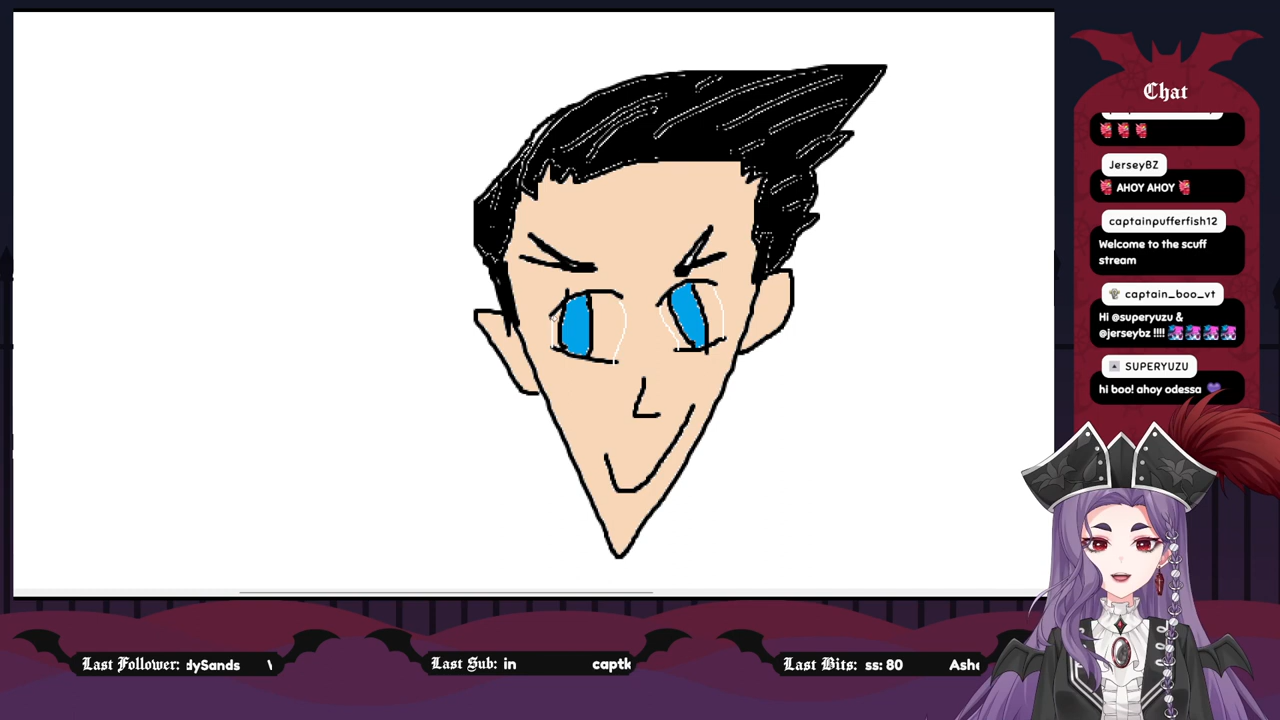 Chat
JerseyBZ
AHOY AHOY
captainpufferfish12
Welcome to the scuff
stream
captain_boo_vt
Hi @superyuzu &
@jerseybz !!!!
SUPERYUZU
hi boo! ahoy odessa
Last Follower: dySands
Last Sub: in captk
Last Bits: ss: 80 Ashe